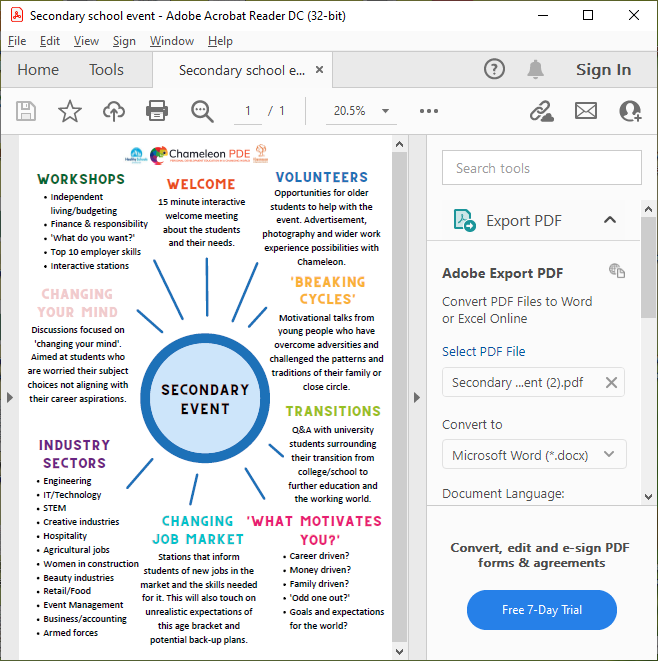 Secondary school event - Adobe Acrobat Reader DC (32-bit)
File Edit View Sign Window Help
Home Tools Secondary school e... × Sign In
1 / 1 20.5%
Chameleon PDE
WORKSHOPS
• Independent
living/budgeting
• Finance & responsibility
• 'What do you want?'
• Top 10 employer skills
• Interactive stations
WELCOME
15 minute interactive
welcome meeting
about the students
and their needs.
VOLUNTEERS
Opportunities for older
students to help with the
event. Advertisement,
photography and wider work
experience possibilities with
Chameleon.
CHANGING
YOUR MIND
Discussions focused on
'changing your mind'.
Aimed at students who
are worried their subject
choices not aligning with
their career aspirations.
'BREAKING
CYCLES'
Motivational talks from
young people who have
overcome adversities and
challenged the patterns and
traditions of their family or
close circle.
SECONDARY
EVENT
TRANSITIONS
Q&A with university
students surrounding
their transition from
college/school to
further education and
the working world.
INDUSTRY
SECTORS
• Engineering
• IT/Technology
• STEM
• Creative industries
• Hospitality
• Agricultural jobs
• Women in construction
• Beauty industries
• Retail/Food
• Event Management
• Business/accounting
• Armed forces
CHANGING
JOB MARKET
Stations that inform
students of new jobs in the
market and the skills needed
for it. This will also touch on
unrealistic expectations of
this age bracket and
potential back-up plans.
'WHAT MOTIVATES
YOU?'
• Career driven?
• Money driven?
• Family driven?
• 'Odd one out?'
• Goals and expectations
for the world?
Search tools
Export PDF
Adobe Export PDF
Convert PDF Files to Word
or Excel Online
Select PDF File
Secondary ...ent (2).pdf
Convert to
Microsoft Word (*.docx)
Document Language:
Convert, edit and e-sign PDF
forms & agreements
Free 7-Day Trial